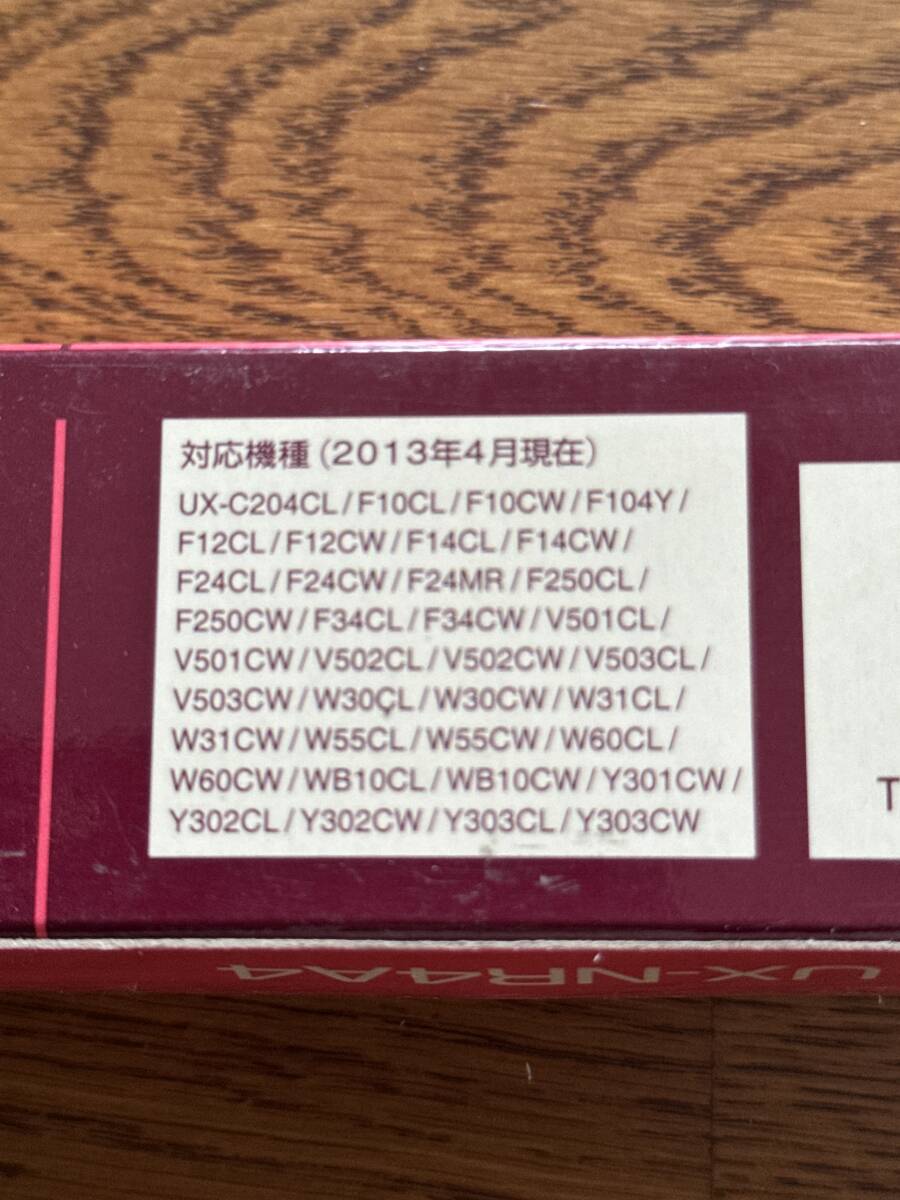 対応機種（2013年4月現在）
UX-C204CL/F10CL/F10CW/F104Y/
F12CL/F12CW/F14CL/F14CW/
F24CL/F24CW/F24MR/F250CL/
F250CW/F34CL/F34CW/V501CL/
V501CW/V502CL/V502CW/V503CL/
V503CW/W30CL/W30CW/W31CL/
W31CW/W55CL/W55CW/W60CL/
W60CW/WB10CL/WB10CW/Y301CW/
Y302CL/Y302CW/Y303CL/Y303CW
T
UX-NR4A4